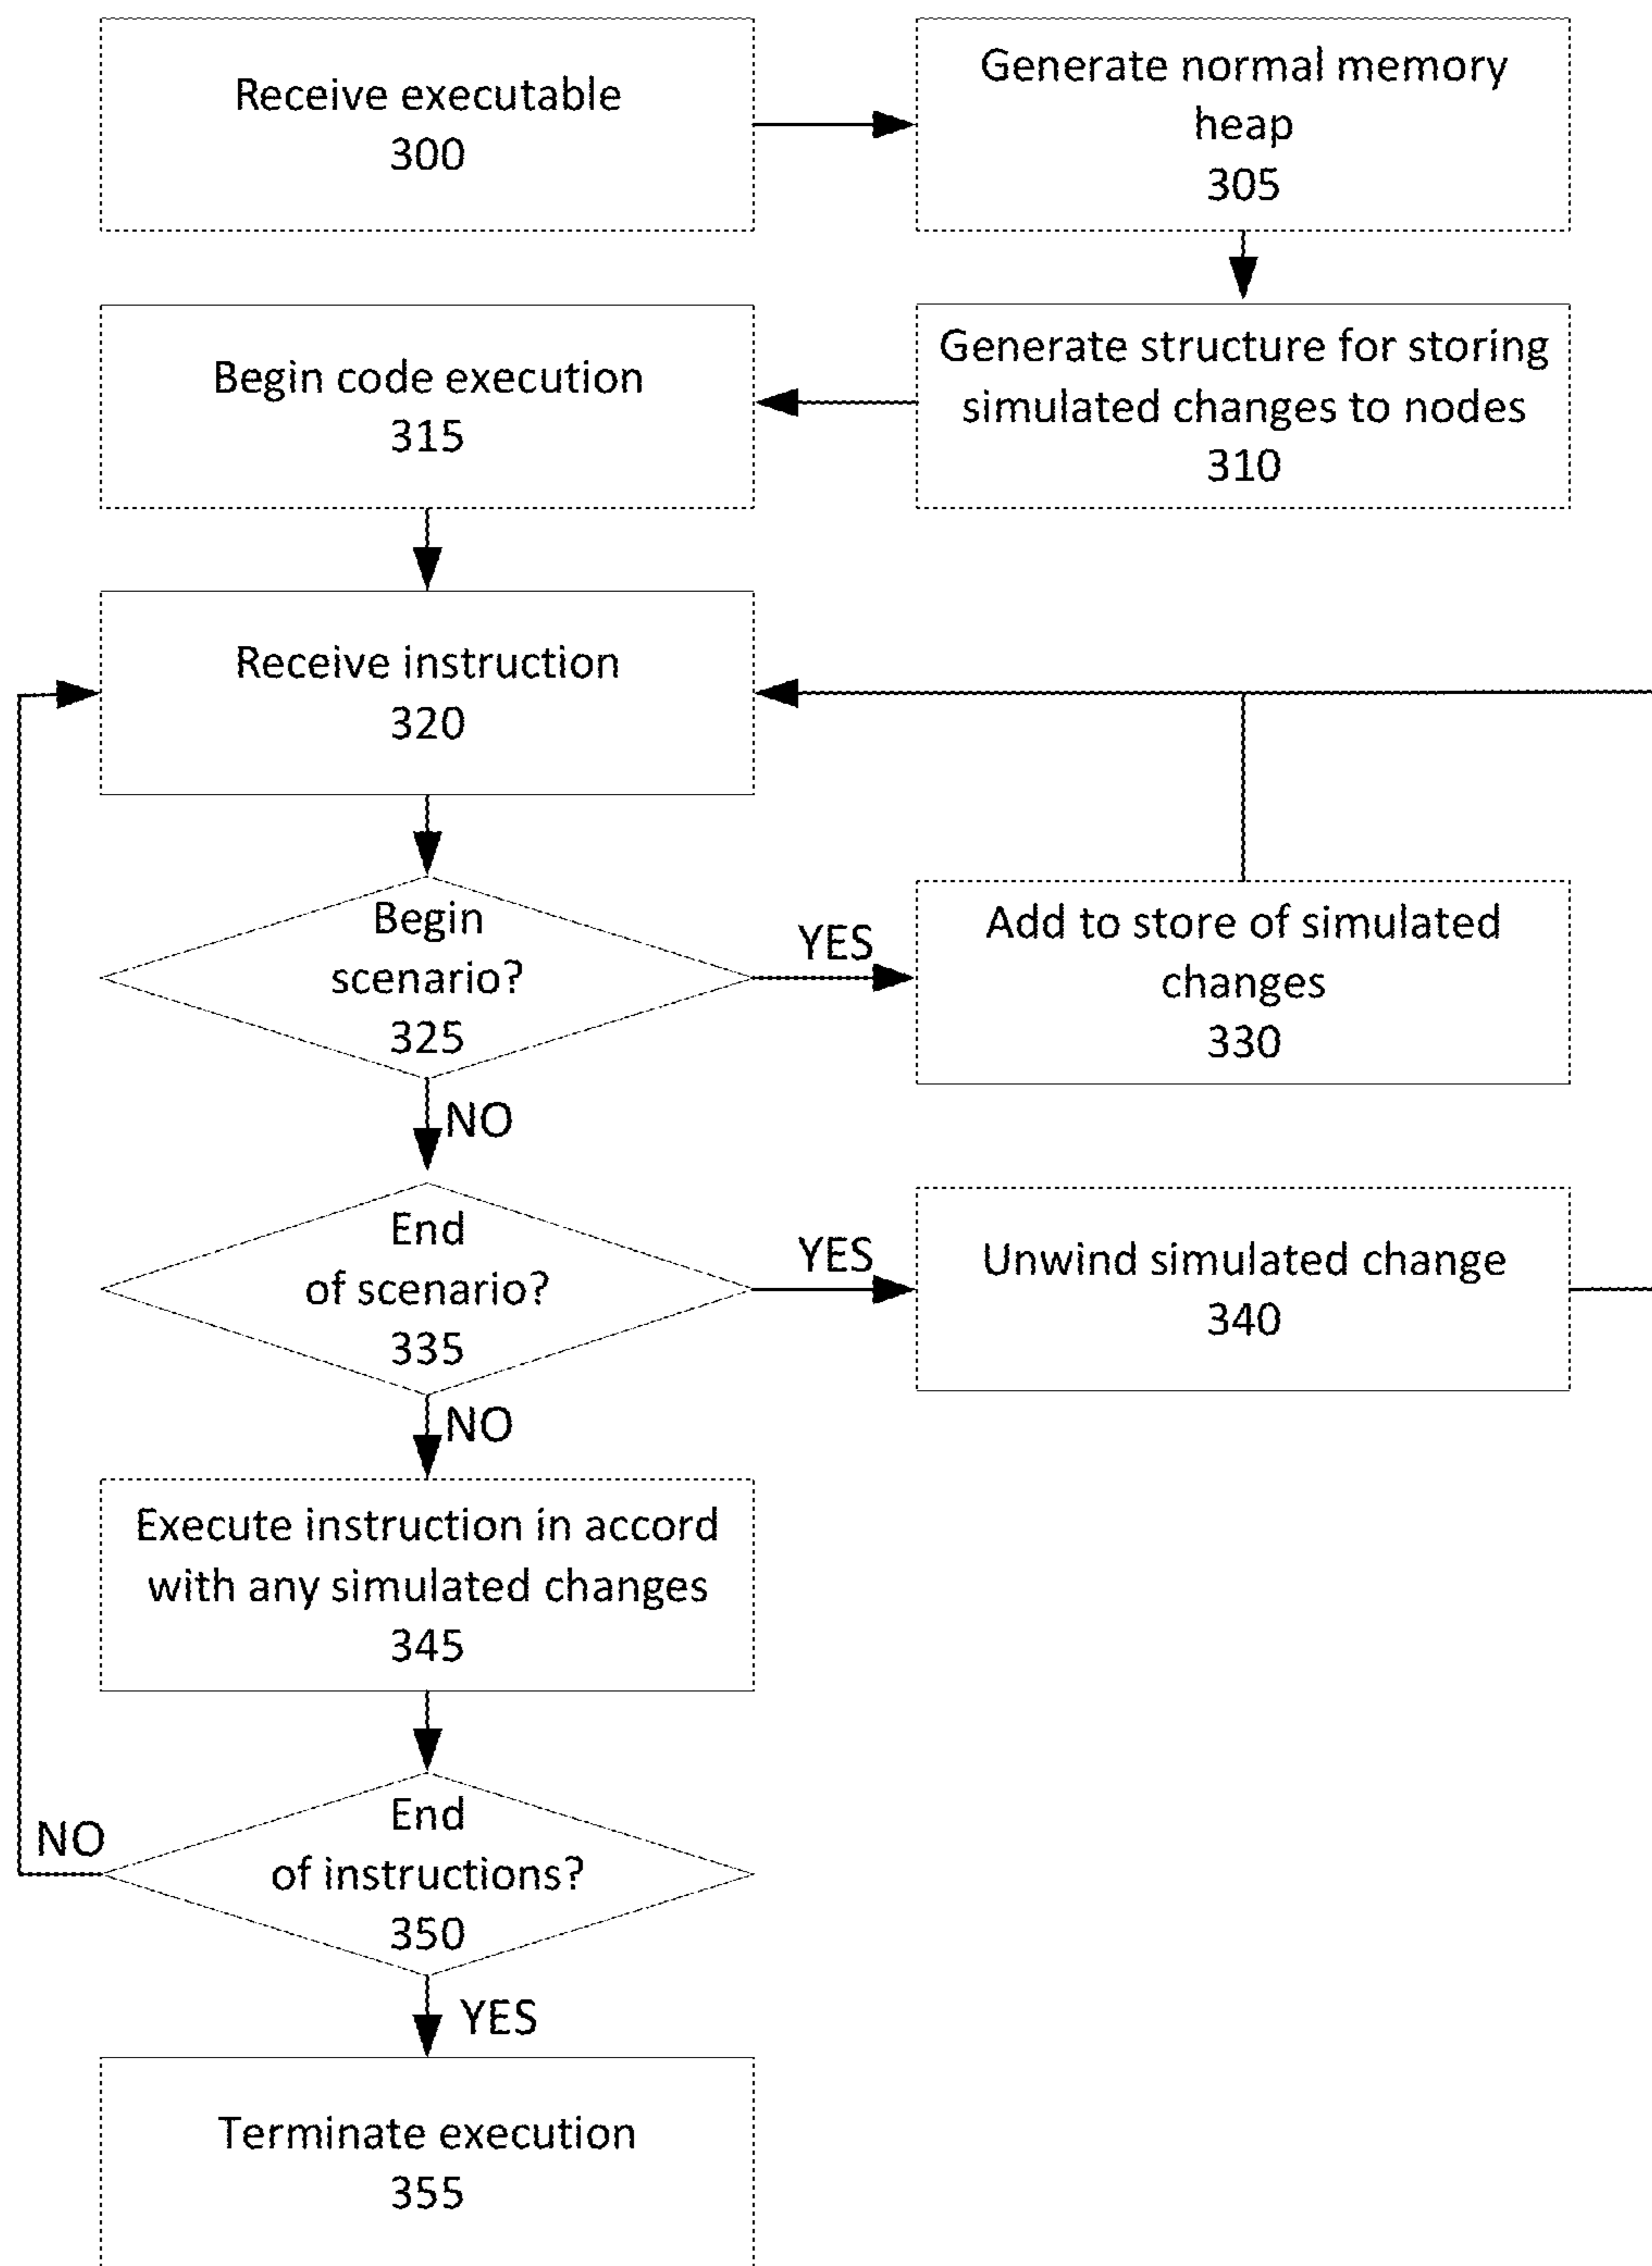 Receive executable
300
Generate normal memory
heap
305
Generate structure for storing
simulated changes to nodes
310
Begin code execution
315
Receive instruction
320
Begin
scenario?
325
YES
Add to store of simulated
changes
330
NO
End
of scenario?
335
YES
Unwind simulated change
340
NO
Execute instruction in accord
with any simulated changes
345
End
of instructions?
350
NO
YES
Terminate execution
355